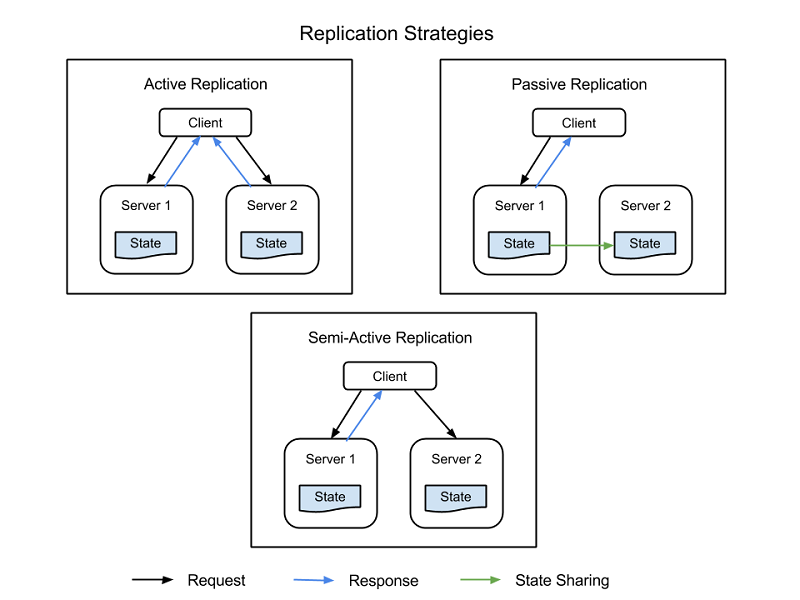 Replication Strategies
Active Replication
Client
Server 1
Server 2
State
State
Passive Replication
Client
Server 1
Server 2
State
State
Semi-Active Replication
Client
Server 1
Server 2
State
State
Request
Response
State Sharing